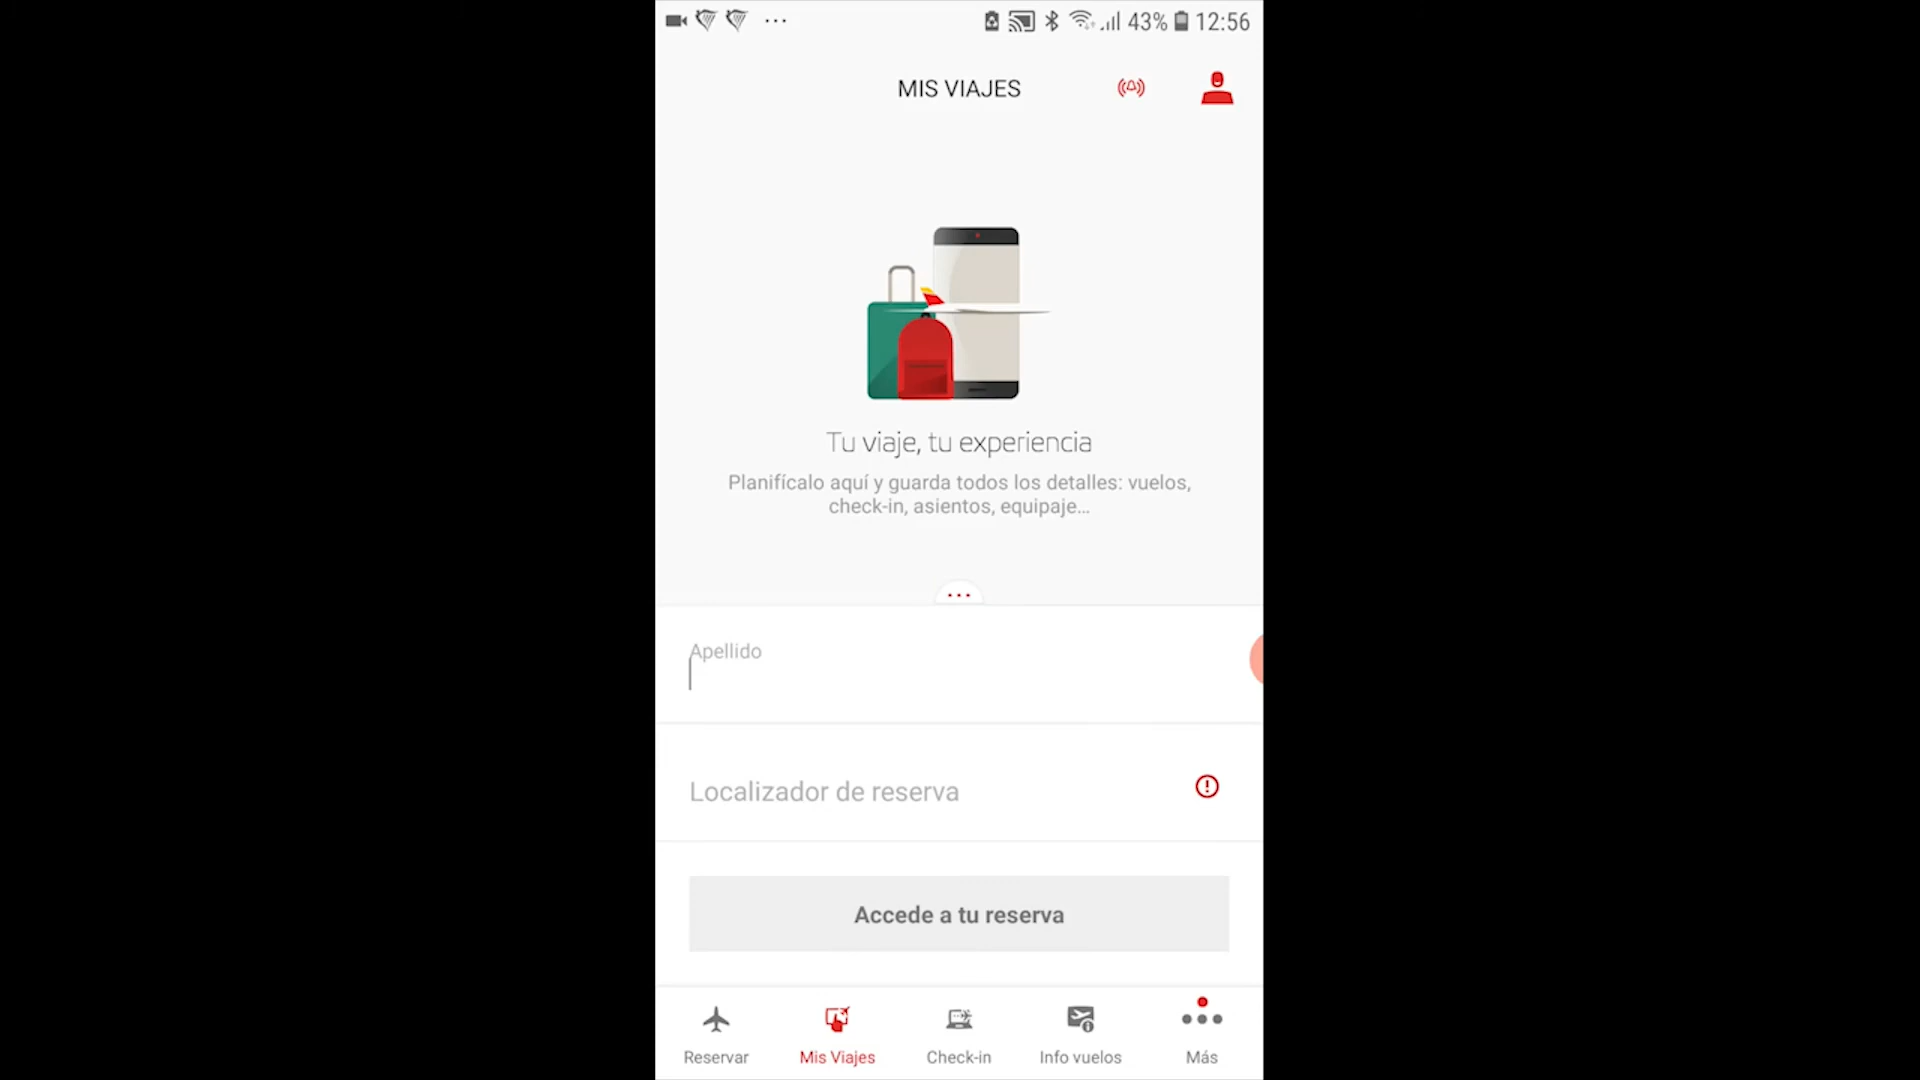 43% 12:56
MIS VIAJES
Tu viaje, tu experiencia
Planifícalo aquí y guarda todos los detalles: vuelos,
check-in, asientos, equipaje...
Apellido
Localizador de reserva
Accede a tu reserva
Reservar Mis Viajes Check-in Info vuelos Más